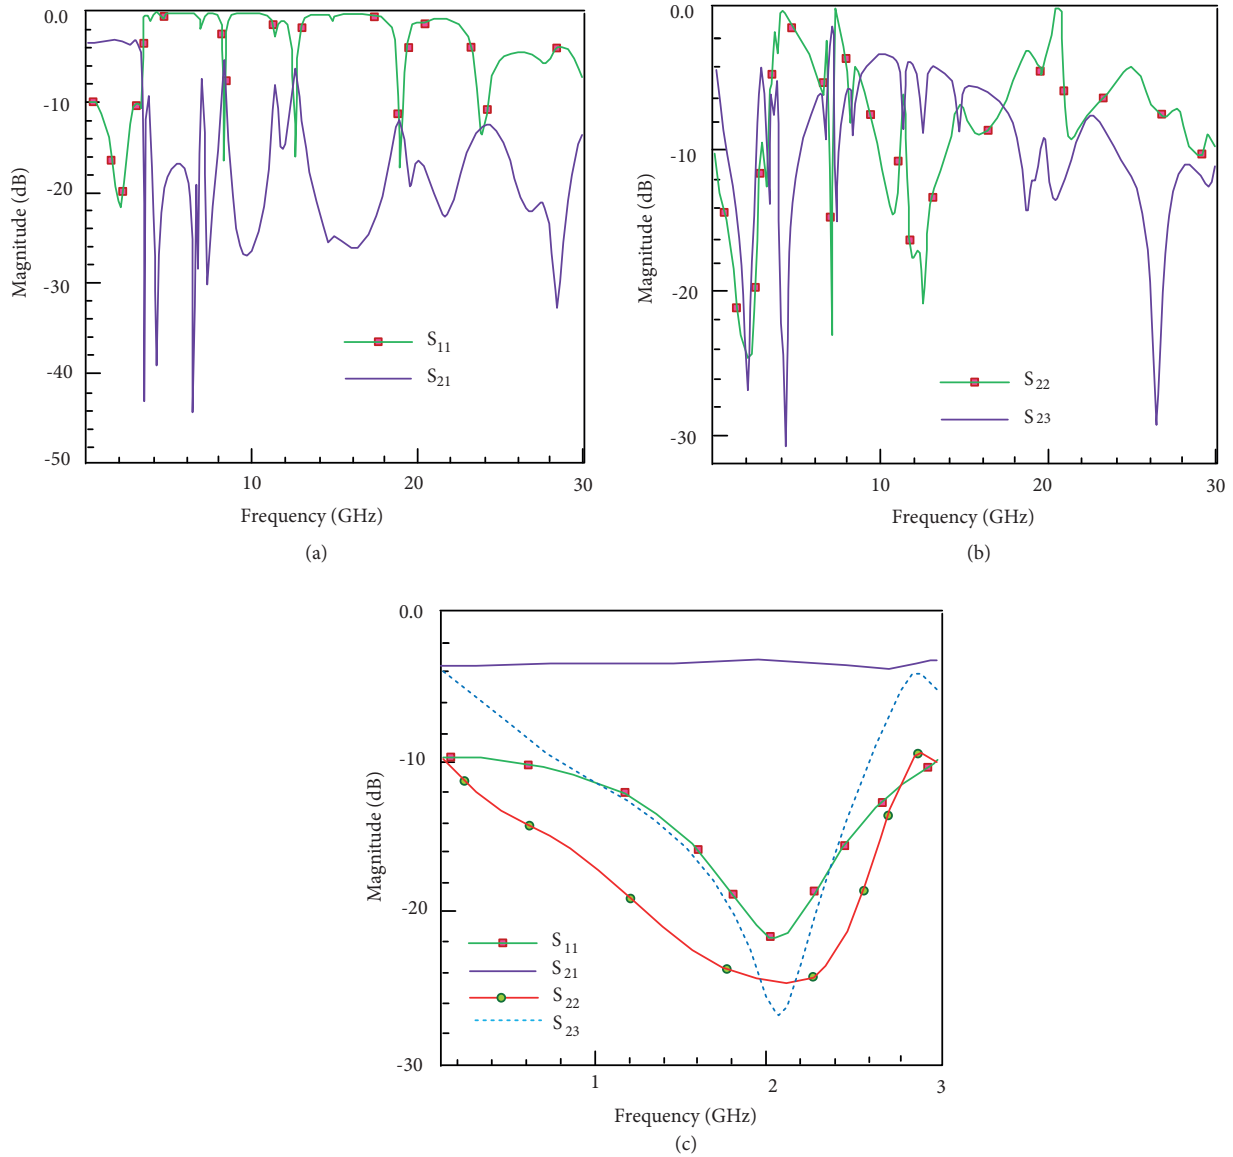 0.0
-10
-20
-30
-40
-50
Magnitude (dB)
S11
S21
10
20
30
Frequency (GHz)
(a)
0.0
-10
-20
-30
Magnitude (dB)
S22
S23
10
20
30
Frequency (GHz)
(b)
0.0
-10
-20
-30
Magnitude (dB)
S11
S21
S22
S23
1
2
3
Frequency (GHz)
(c)